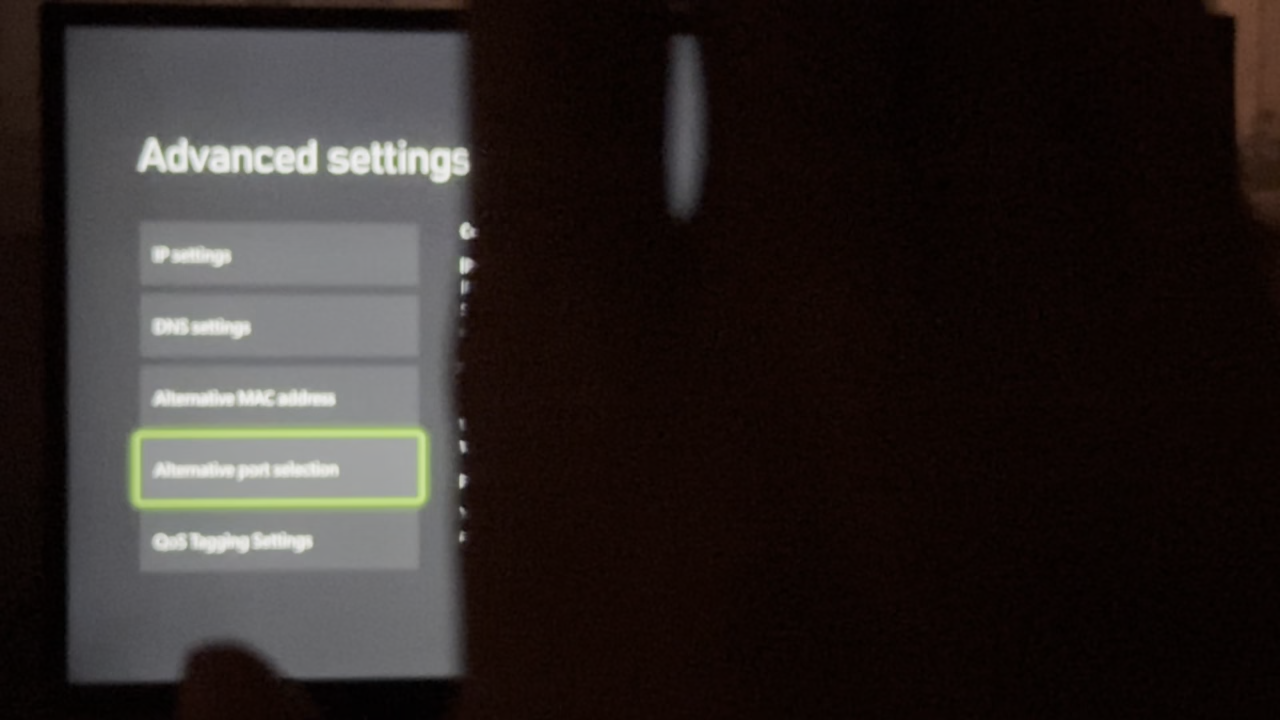 Advanced settings
IP settings
DNS settings
Alternative MAC address
Alternative port selection
QoS Tagging Settings